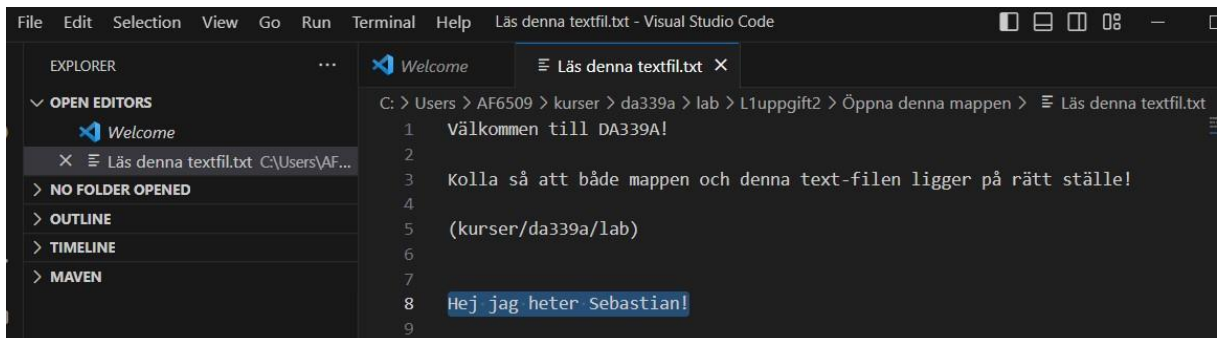 File Edit Selection View Go Run Terminal Help Läs denna textfil.txt - Visual Studio Code
EXPLORER ...
Welcome
Läs denna textfil.txt
OPEN EDITORS
Welcome
Läs denna textfil.txt C:\Users\AF...
NO FOLDER OPENED
OUTLINE
TIMELINE
MAVEN
C: > Users > AF6509 > kurser > da339a > lab > L1uppgift2 > Öppna denna mappen > Läs denna textfil.txt
1 Välkommen till DA339A!
2
3 Kolla så att både mappen och denna text-filen ligger på rätt ställe!
4
5 (kurser/da339a/lab)
6
7
8 Hej jag heter Sebastian!
9